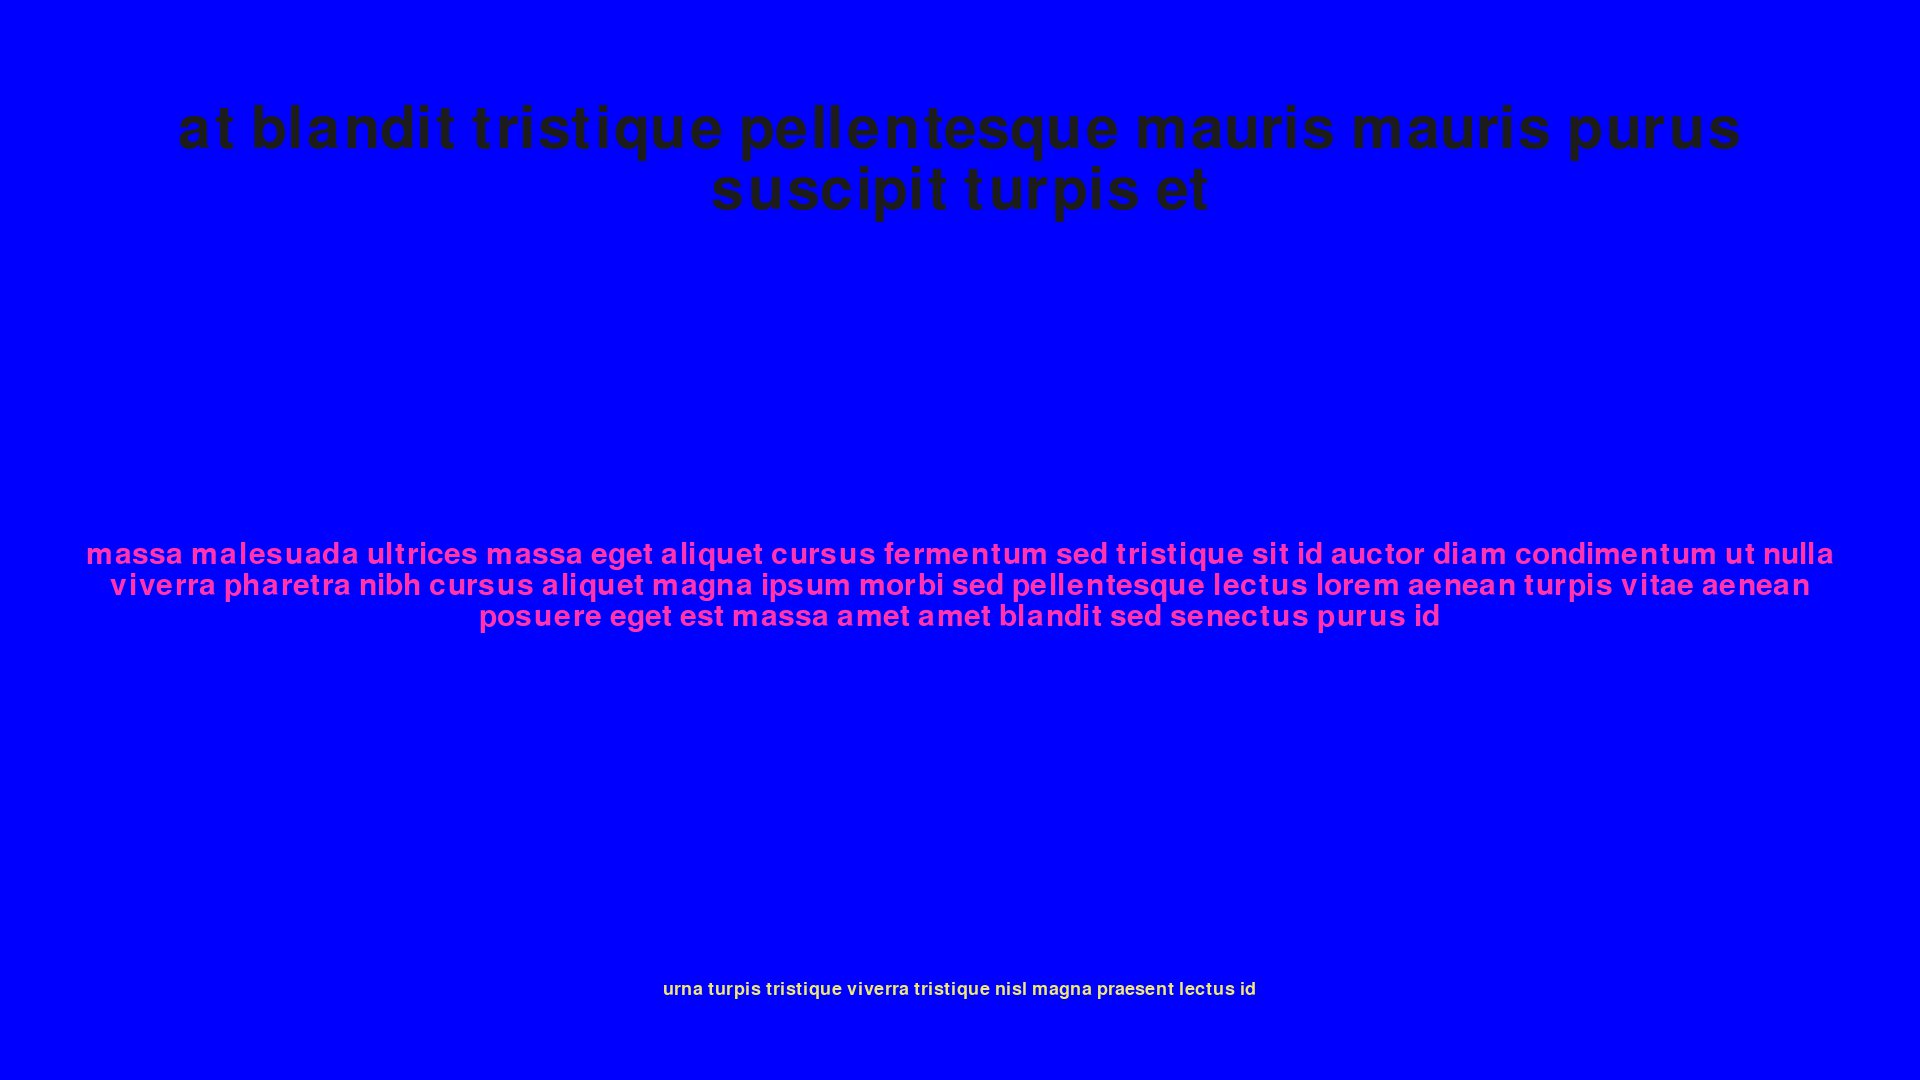 at blandit tristique pellentesque mauris mauris purus
suscipit turpis et
massa malesuada ultrices massa eget aliquet cursus fermentum sed tristique sit id auctor diam condimentum ut nulla
viverra pharetra nibh cursus aliquet magna ipsum morbi sed pellentesque lectus lorem aenean turpis vitae aenean
posuere eget est massa amet amet blandit sed senectus purus id
urna turpis tristique viverra tristique nisl magna praesent lectus id